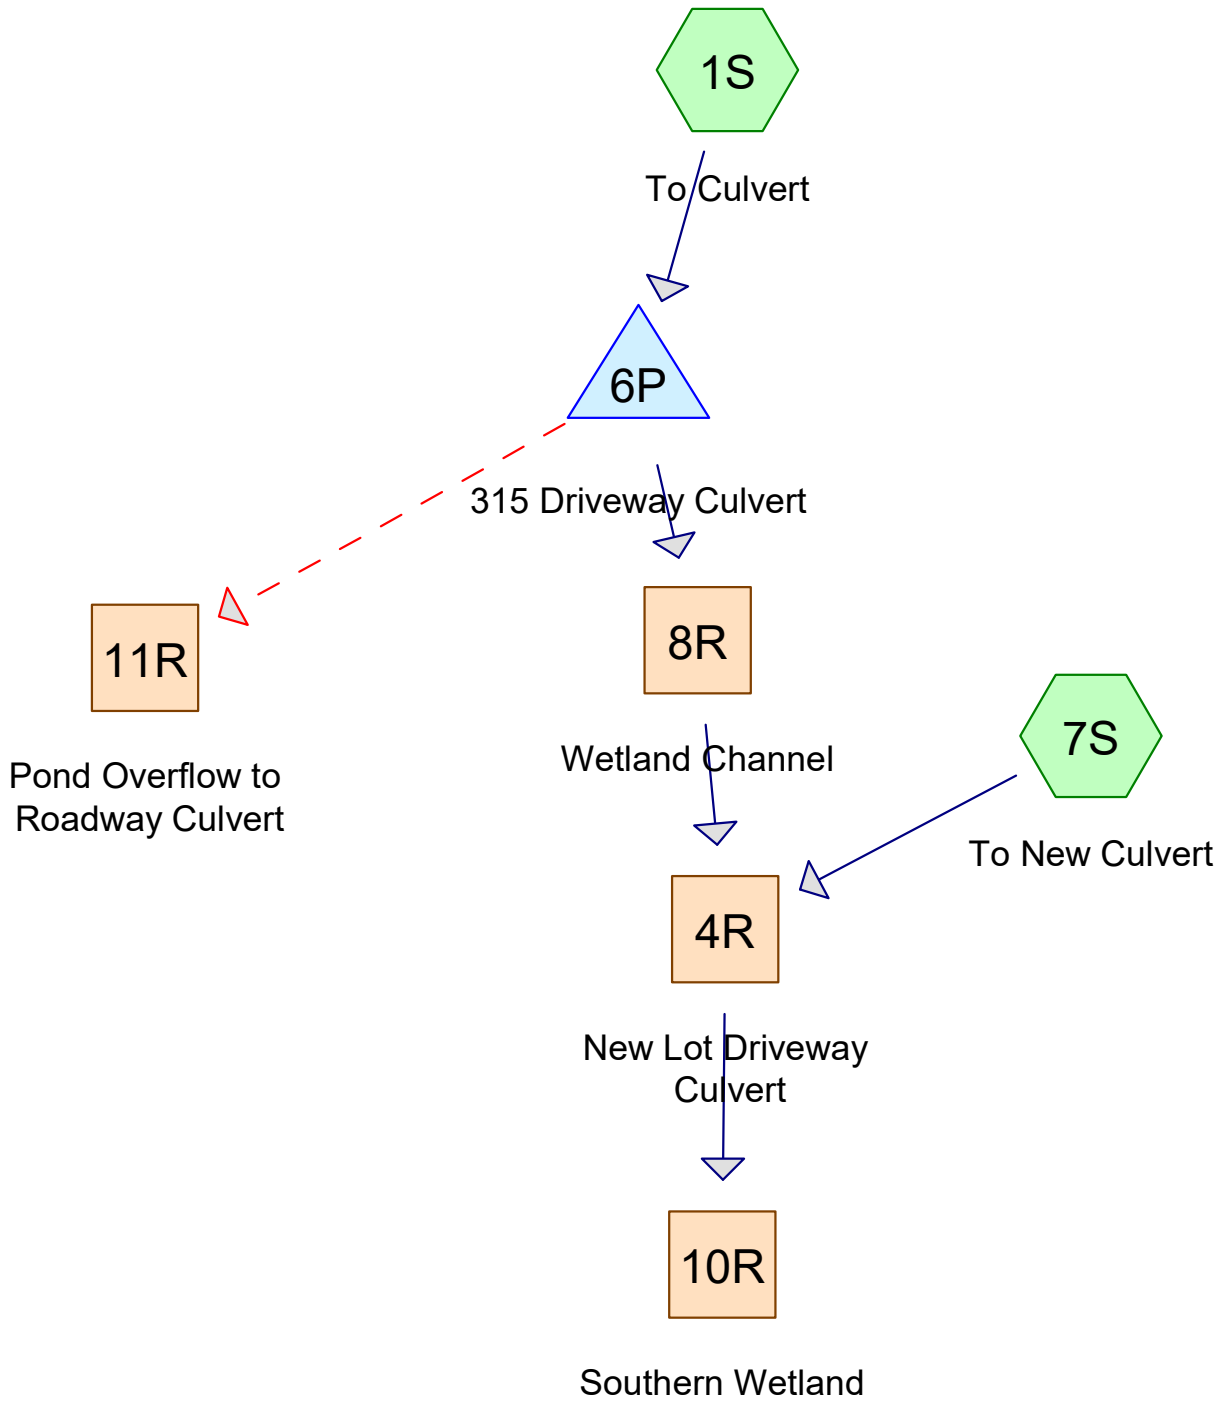 1S
To Culvert
6P
315 Driveway Culvert
8R
11R
Wetland Channel
7S
Pond Overflow to
Roadway Culvert
To New Culvert
4R
New Lot Driveway
Culvert
10R
Southern Wetland